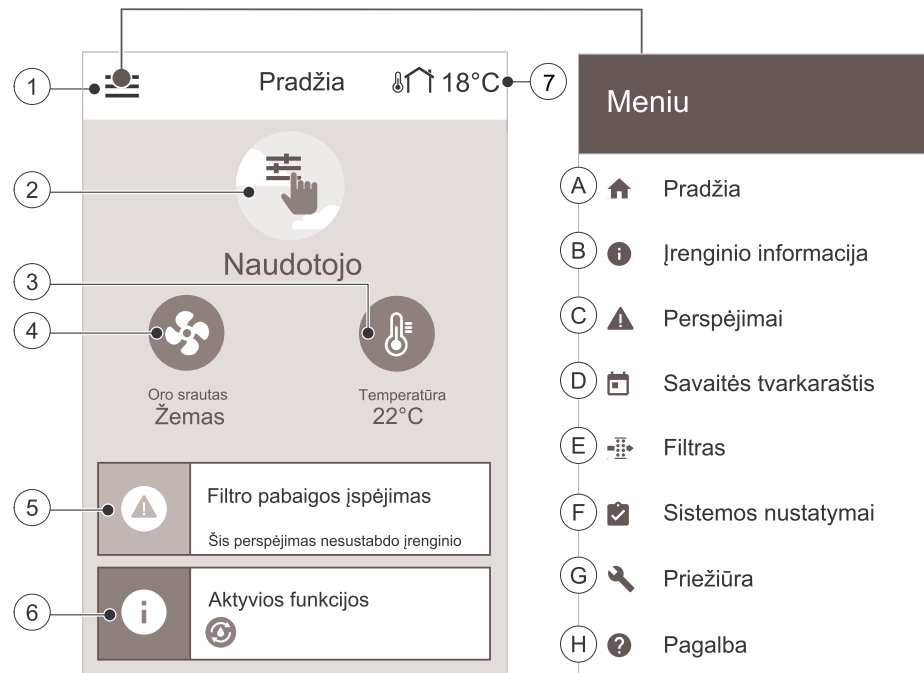 1
Pradžia
18°C
7
2
Naudotojo
3
4
Oro srautas
Žemas
Temperatūra
22°C
5
Filtro pabaigos įspėjimas
Šis perspėjimas nesustabdo įrenginio
6
Aktyvios funkcijos
Meniu
A Pradžia
B Įrenginio informacija
C Perspėjimai
D Savaitės tvarkaraštis
E Filtras
F Sistemos nustatymai
G Priežiūra
H Pagalba